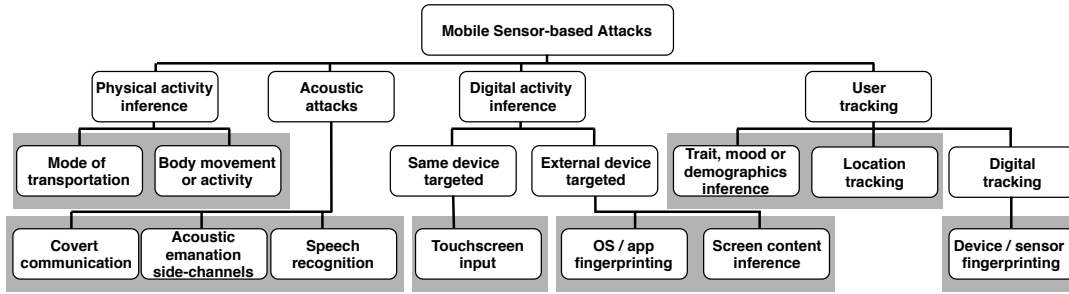 Mobile Sensor-based Attacks
Physical activity
inference
Acoustic
attacks
Digital activity
inference
User
tracking
Mode of
transportation
Body movement
or activity
Same device
targeted
External device
targeted
Trait, mood or
demographics
inference
Location
tracking
Digital
tracking
Covert
communication
Acoustic
emanation
side-channels
Speech
recognition
Touchscreen
input
OS / app
fingerprinting
Screen content
inference
Device / sensor
fingerprinting